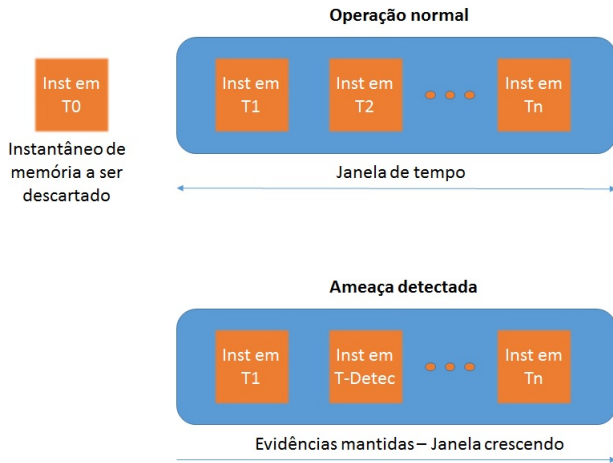 Operação normal
Inst em
T0
Inst em
T1
Inst em
T2
Inst em
Tn
Instantâneo de
memória a ser
descartado
Janela de tempo
Ameaça detectada
Inst em
T1
Inst em
T-Detec
Inst em
Tn
Evidências mantidas – Janela crescendo